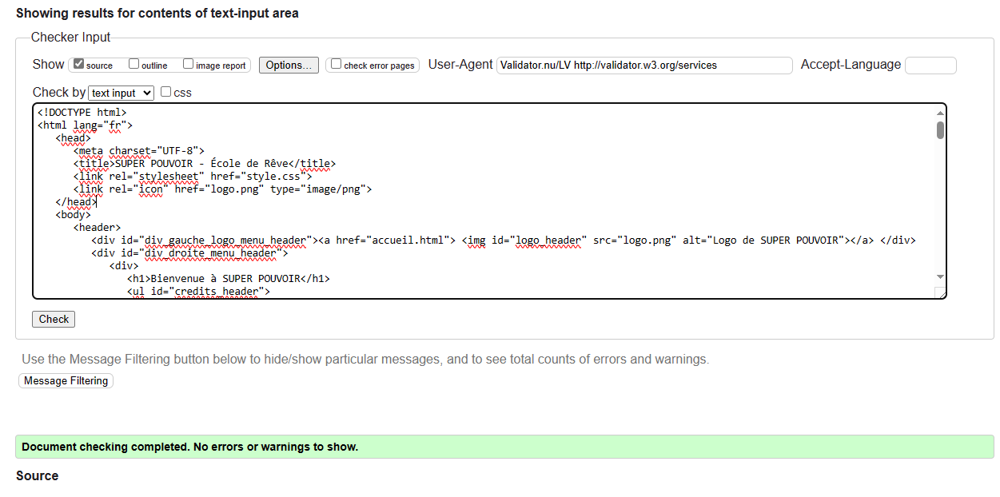 Showing results for contents of text-input area
Checker Input
Show source outline image report Options... check error pages User-Agent Validator.nu/LV http://validator.w3.org/services Accept-Language
Check by text input css
<!DOCTYPE html>
<html lang="fr">
<head>
<meta charset="UTF-8">
<title>SUPER POUVOIR - École de Rêve</title>
<link rel="stylesheet" href="style.css">
<link rel="icon" href="logo.png" type="image/png">
</head>
<body>
<header>
<div id="div_gauche_logo_menu_header"><a href="accueil.html"> <img id="logo_header" src="logo.png" alt="Logo de SUPER POUVOIR"></a> </div>
<div id="div_droite_menu_header">
<div>
<h1>Bienvenue à SUPER POUVOIR</h1>
<ul id="credits_header">
Check
Use the Message Filtering button below to hide/show particular messages, and to see total counts of errors and warnings.
Message Filtering
Document checking completed. No errors or warnings to show.
Source